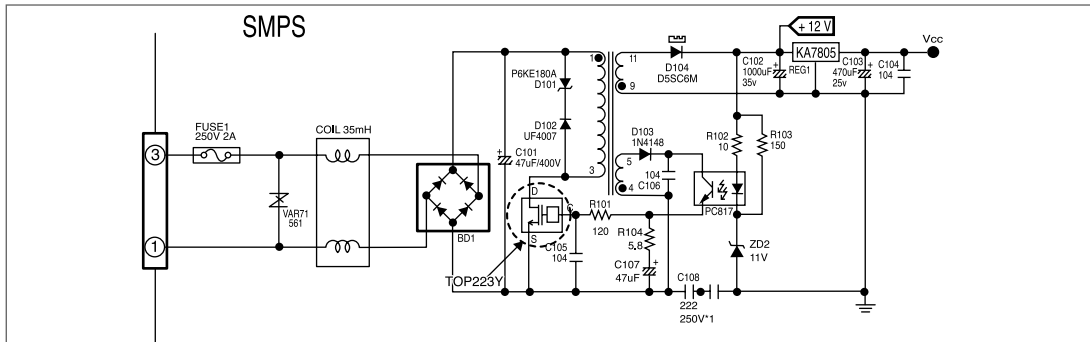 SMPS
+ 12 V
Vcc
KA7805
REG1
D104
D5SC6M
C102
1000uF
35v
C103
470uF
25v
C104
104
1
11
9
P6KE180A
D101
D102
UF4007
C101
47uF/400V
+
3
FUSE1
250V 2A
COIL 35mH
D103
1N4148
5
4
104
C106
R102
10
R103
150
PC817
3
1
VAR71
561
BD1
D
C
S
R101
120
C105
104
R104
5.8
C107
47uF
+
ZD2
11V
TOP223Y
C108
222
250V*1